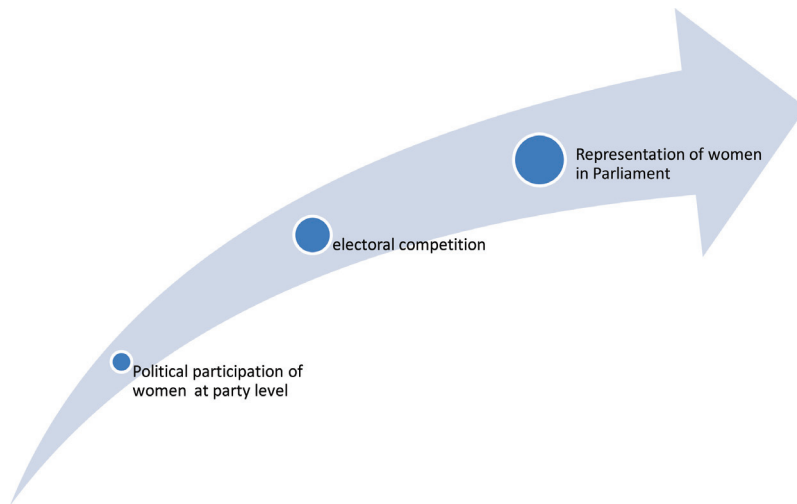 Representation of women
in Parliament
electoral competition
Political participation of
women at party level